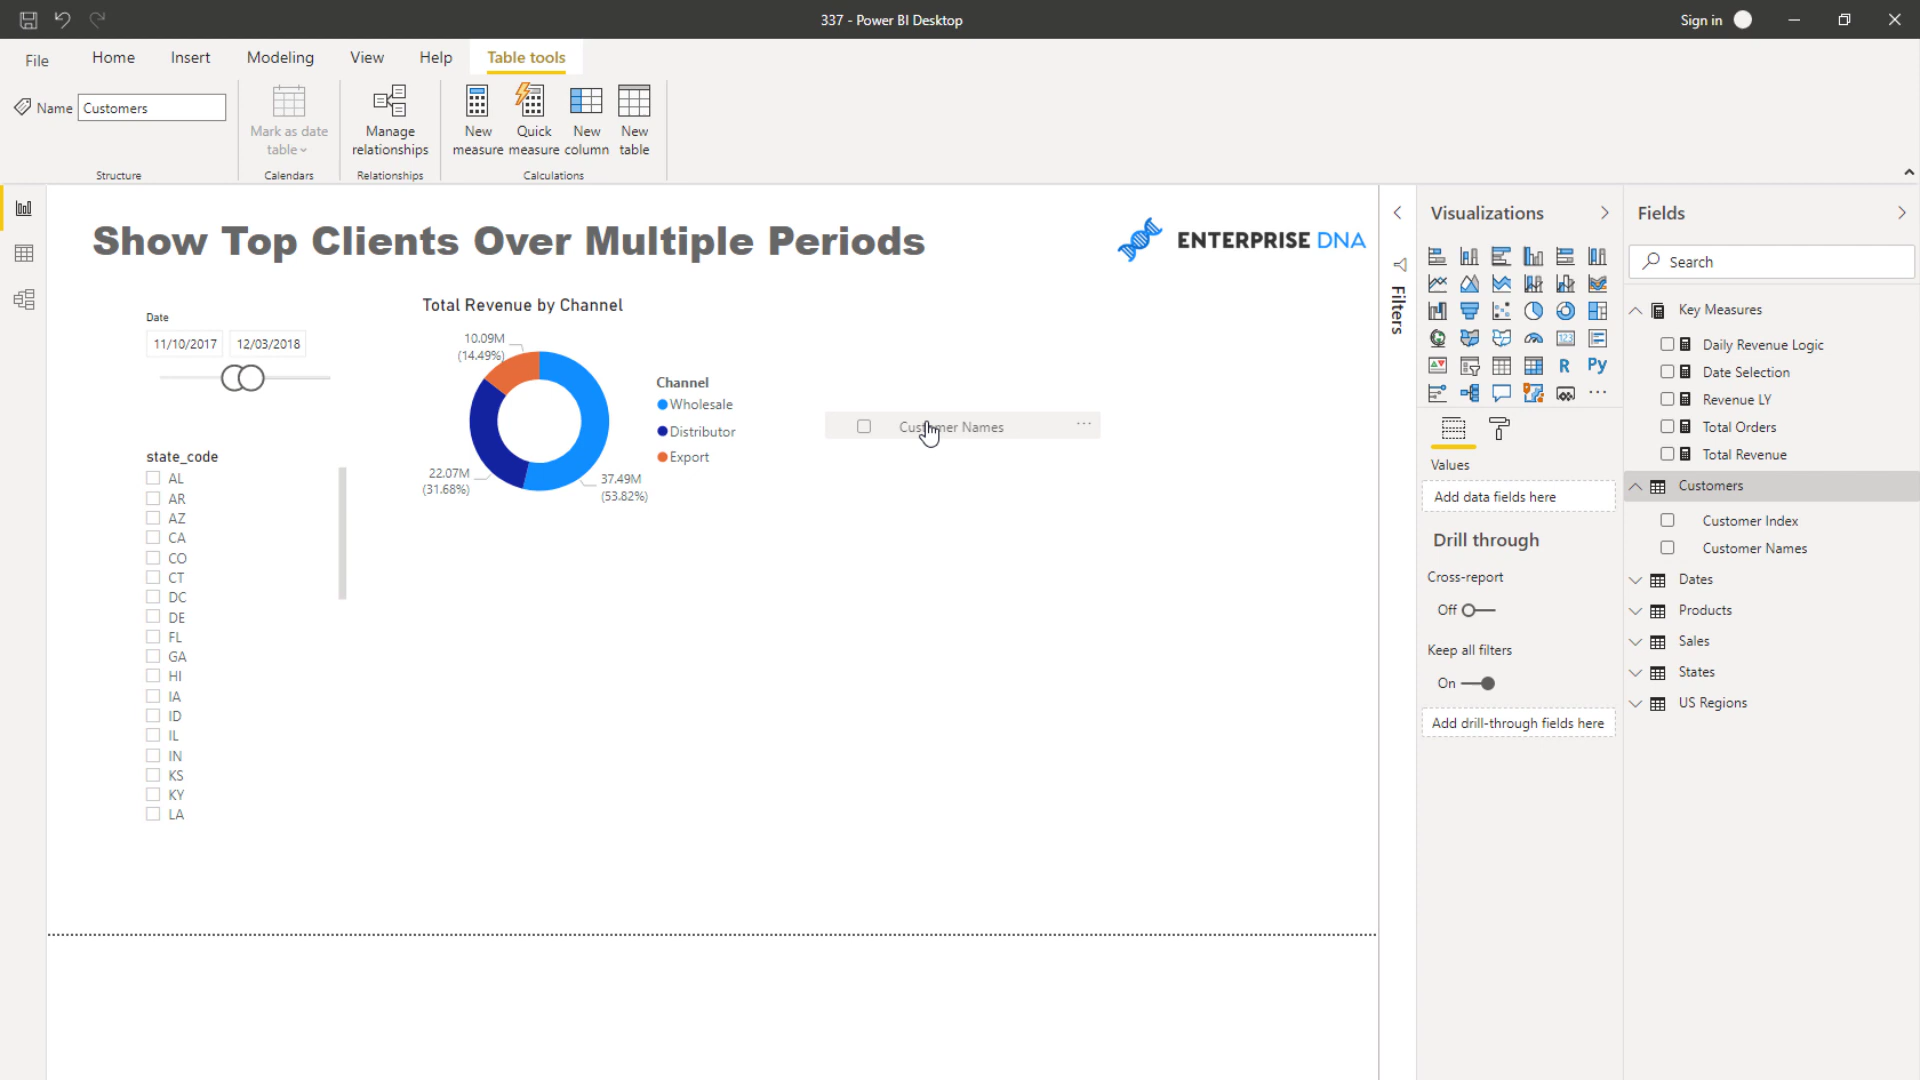 337 - Power BI Desktop
Sign in
File
Home
Insert
Modeling
View
Help
Table tools
Name
Customers
Mark as date
table
Manage
relationships
New
measure
Quick
measure
New
column
New
table
Structure
Calendars
Relationships
Calculations
Show Top Clients Over Multiple Periods
ENTERPRISE DNA
Date
11/10/2017
12/03/2018
state_code
AL
AR
AZ
CA
CO
CT
DC
DE
FL
GA
HI
IA
ID
IL
IN
KS
KY
LA
Total Revenue by Channel
10.09M
(14.49%)
22.07M
(31.68%)
37.49M
(53.82%)
Channel
Wholesale
Distributor
Export
Customer Names
Filters
Visualizations
R
Py
Values
Add data fields here
Drill through
Cross-report
Off
Keep all filters
On
Add drill-through fields here
Fields
Search
Key Measures
Daily Revenue Logic
Date Selection
Revenue LY
Total Orders
Total Revenue
Customers
Customer Index
Customer Names
Dates
Products
Sales
States
US Regions